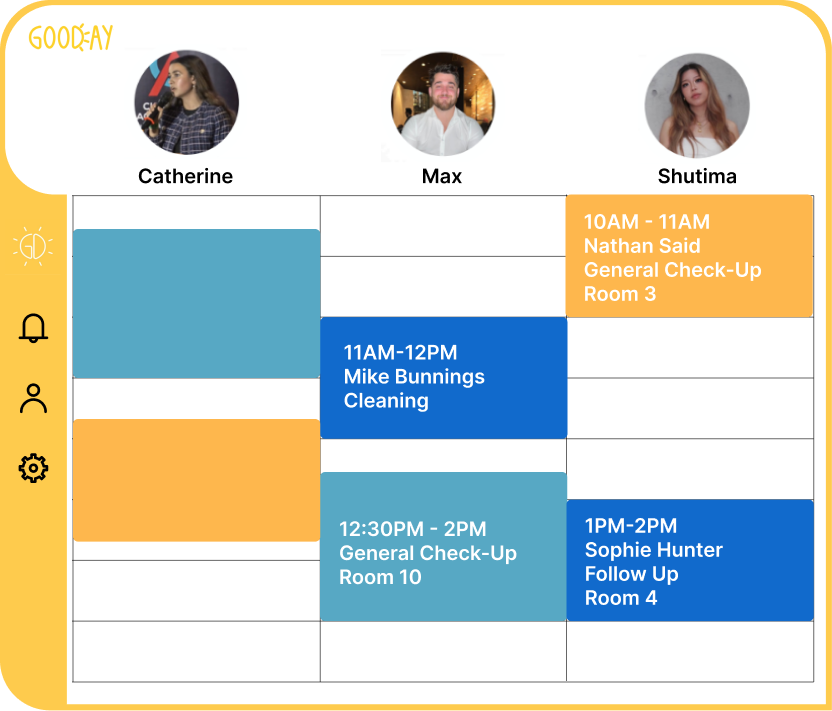 GOODAY
Catherine
Max
Shutima
GD
10AM - 11AM
Nathan Said
General Check-Up
Room 3
11AM-12PM
Mike Bunnings
Cleaning
12:30PM - 2PM
General Check-Up
Room 10
1PM-2PM
Sophie Hunter
Follow Up
Room 4